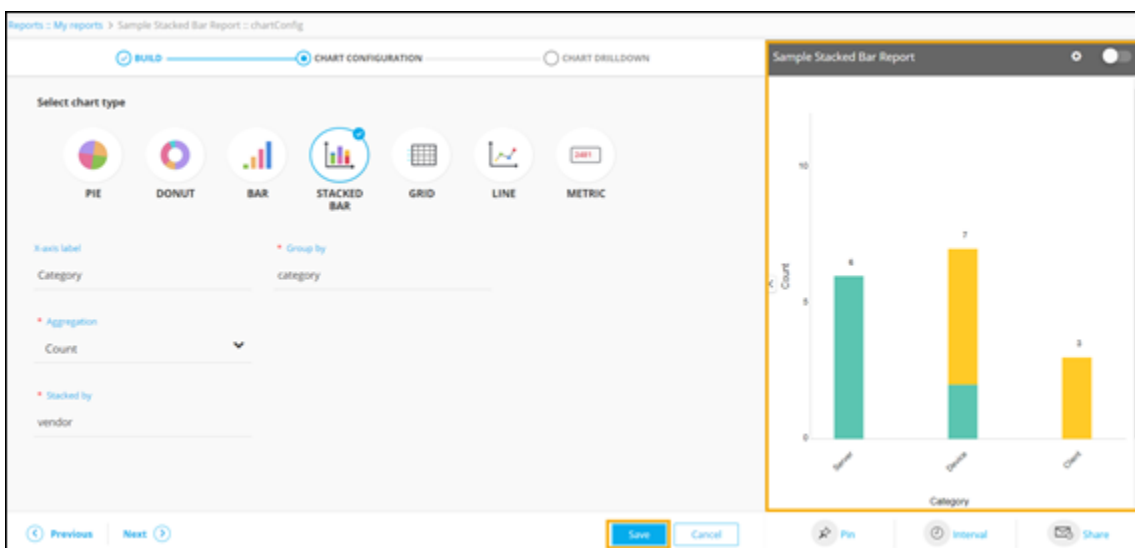 Reports :: My reports > Sample Stacked Bar Report :: chartConfig
BUILD
CHART CONFIGURATION
CHART DRILLDOWN
Select chart type
PIE
DONUT
BAR
STACKED
BAR
GRID
LINE
2481
METRIC
X-axis label
* Group by
Category
category
* Aggregation
Count
* Stacked by
vendor
Previous
Next
Save
Cancel
Sample Stacked Bar Report
10
5
0
Count
6
7
3
Server
Device
Client
Category
Pin
Interval
Share